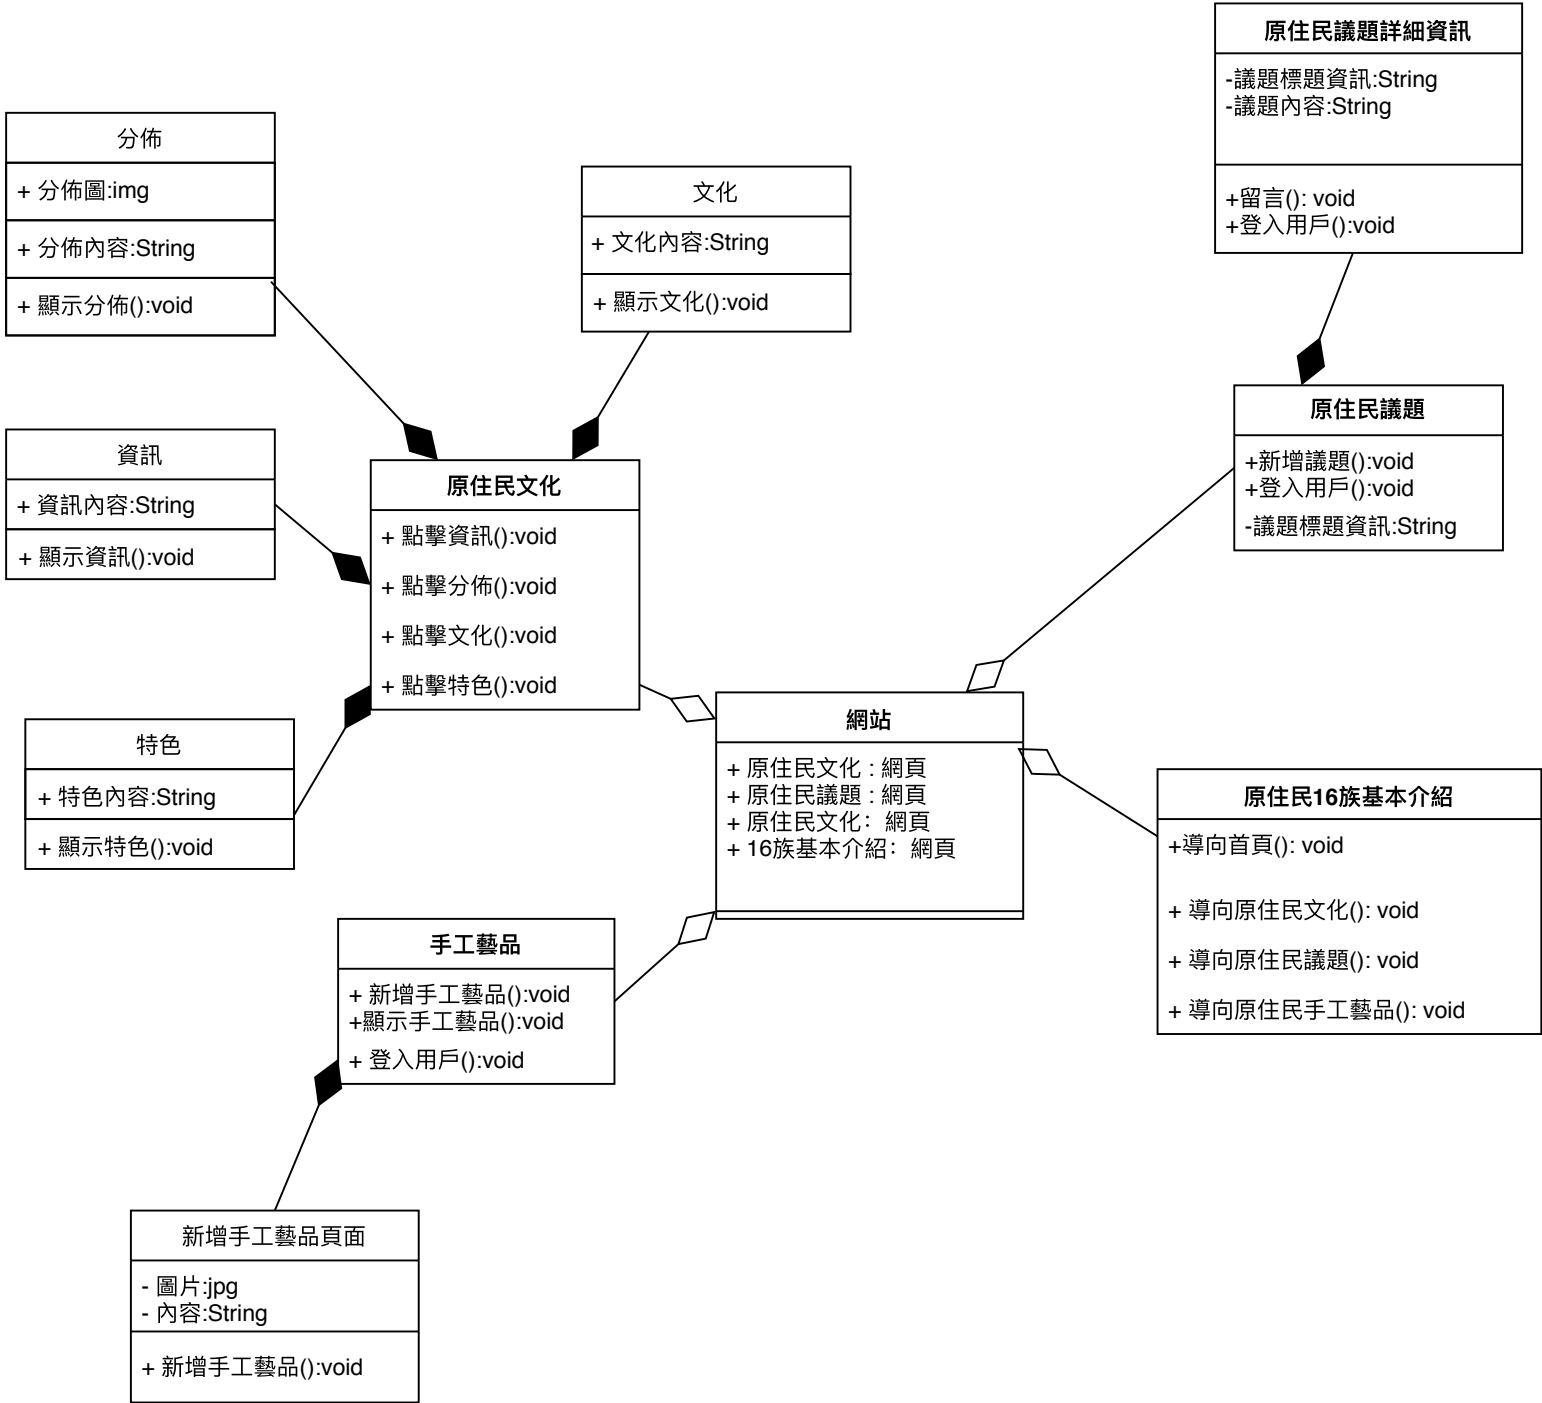 原住民議題詳細資訊
-議題標題資訊:String
-議題內容:String
+留言(): void
+登入用戶():void
分佈
+ 分佈圖:img
+ 分佈內容:String
+ 顯示分佈():void
文化
+ 文化內容:String
+ 顯示文化():void
原住民議題
+新增議題():void
+登入用戶():void
-議題標題資訊:String
資訊
+ 資訊內容:String
+ 顯示資訊():void
原住民文化
+ 點擊資訊():void
+ 點擊分佈():void
+ 點擊文化():void
+ 點擊特色():void
特色
+ 特色內容:String
+ 顯示特色():void
網站
+ 原住民文化 : 網頁
+ 原住民議題 : 網頁
+ 原住民文化： 網頁
+ 16族基本介紹： 網頁
原住民16族基本介紹
+導向首頁(): void
+ 導向原住民文化(): void
+ 導向原住民議題(): void
+ 導向原住民手工藝品(): void
手工藝品
+ 新增手工藝品():void
+顯示手工藝品():void
+ 登入用戶():void
新增手工藝品頁面
- 圖片:jpg
- 內容:String
+ 新增手工藝品():void